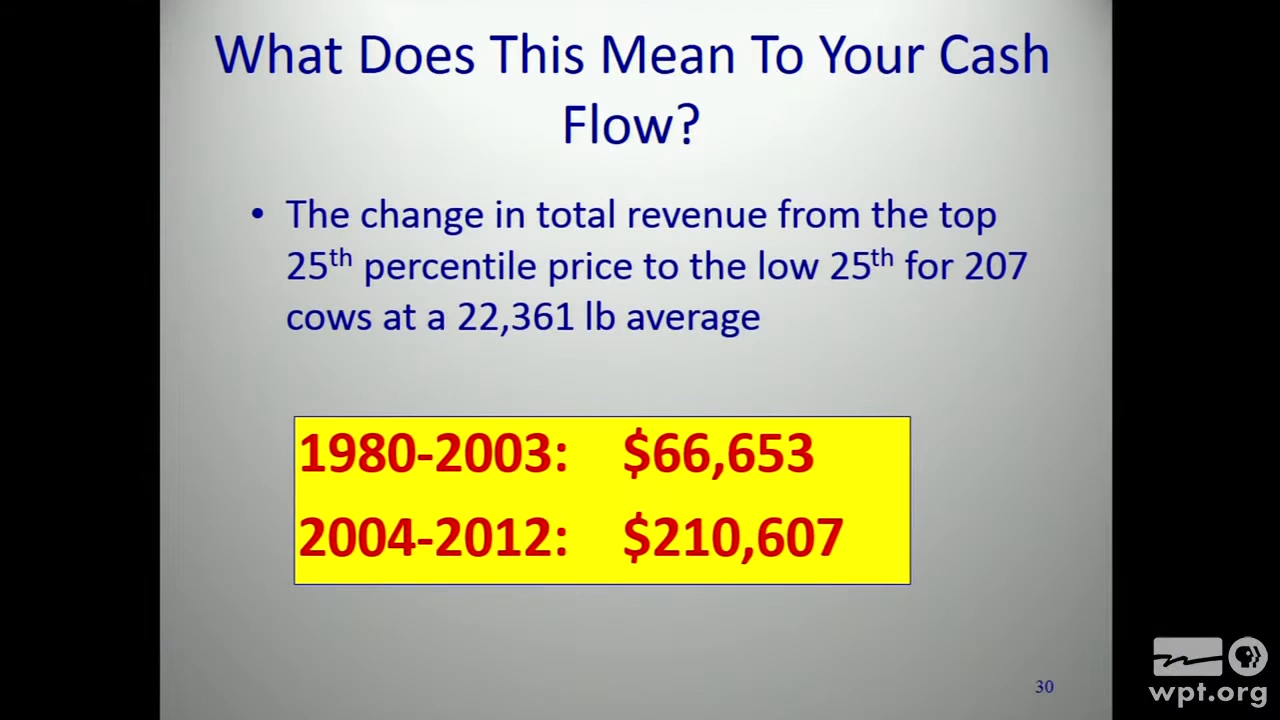 What Does This Mean To Your Cash
Flow?
• The change in total revenue from the top
25th percentile price to the low 25th for 207
cows at a 22,361 lb average
1980-2003: $66,653
2004-2012: $210,607
30
wpt.org